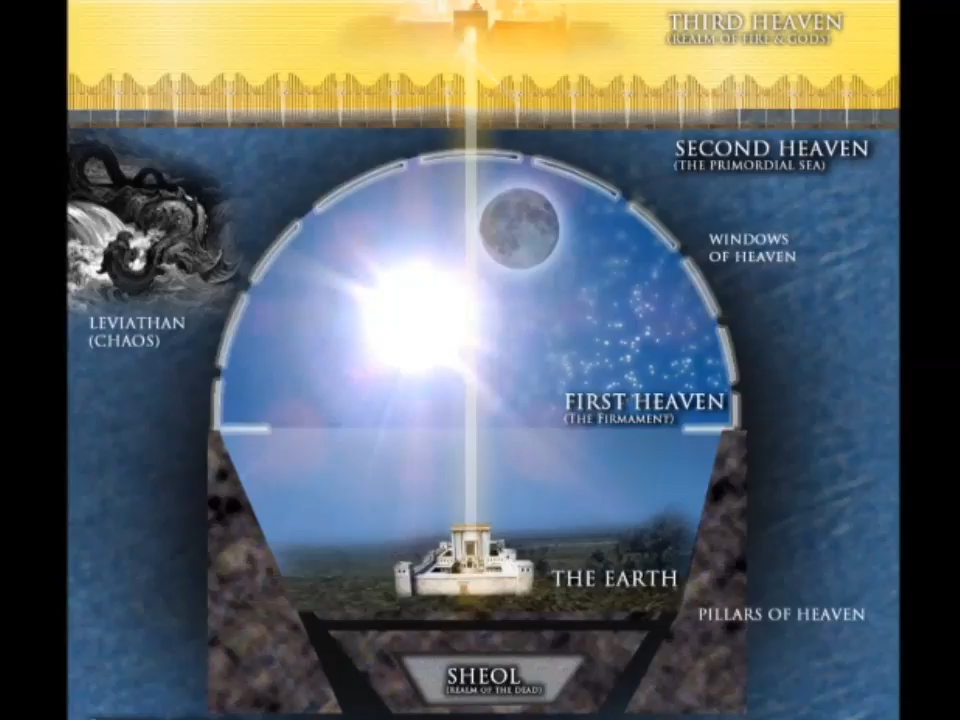 THIRD HEAVEN
(REALM OF FIRE & GODS)
SECOND HEAVEN
(THE PRIMORDIAL SEA)
WINDOWS
OF HEAVEN
LEVIATHAN
(CHAOS)
FIRST HEAVEN
(THE FIRMAMENT)
THE EARTH
PILLARS OF HEAVEN
SHEOL
(REALM OF THE DEAD)